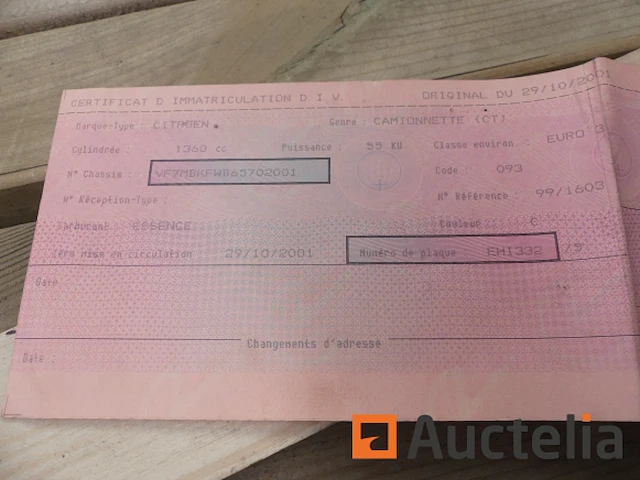 CERTIFICAT D IMMATRICULATION D.I.V. ORIGINAL DU 29/10/2001
Marque-Type : CITROEN Genre : CAMIONNETTE (CT)
Cylindrée : 1360 cc Puissance : 55 KW Classe environ. : EURO 3
N° Chassis : VF7MBKFWB65702001 Code : 093
N° Réception-Type : N° Référence 99/1603
Carburant ESSENCE Couleur C
1ère mise en circulation 29/10/2001 Numéro de plaque EHI332 /9
Date
Changements d'adresse
Date :
Auctelia